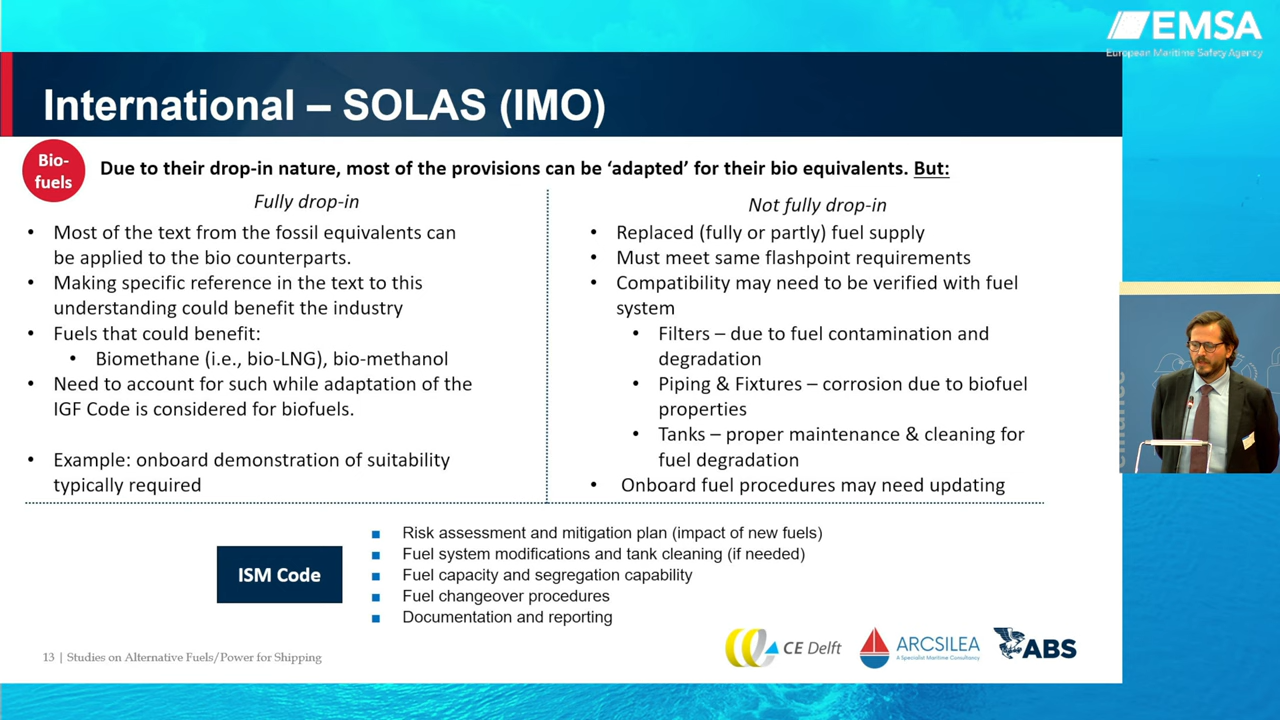 EMSA
European Maritime Safety Agency
International – SOLAS (IMO)
Bio-
fuels
Due to their drop-in nature, most of the provisions can be ‘adapted’ for their bio equivalents. But:
Fully drop-in
• Most of the text from the fossil equivalents can
be applied to the bio counterparts.
• Making specific reference in the text to this
understanding could benefit the industry
• Fuels that could benefit:
• Biomethane (i.e., bio-LNG), bio-methanol
• Need to account for such while adaptation of the
IGF Code is considered for biofuels.
• Example: onboard demonstration of suitability
typically required
Not fully drop-in
• Replaced (fully or partly) fuel supply
• Must meet same flashpoint requirements
• Compatibility may need to be verified with fuel
system
• Filters – due to fuel contamination and
degradation
• Piping & Fixtures – corrosion due to biofuel
properties
• Tanks – proper maintenance & cleaning for
fuel degradation
• Onboard fuel procedures may need updating
ISM Code
■ Risk assessment and mitigation plan (impact of new fuels)
■ Fuel system modifications and tank cleaning (if needed)
■ Fuel capacity and segregation capability
■ Fuel changeover procedures
■ Documentation and reporting
13 | Studies on Alternative Fuels/Power for Shipping
CE Delft
ARCSILEA
A Specialist Maritime Consultancy
ABS